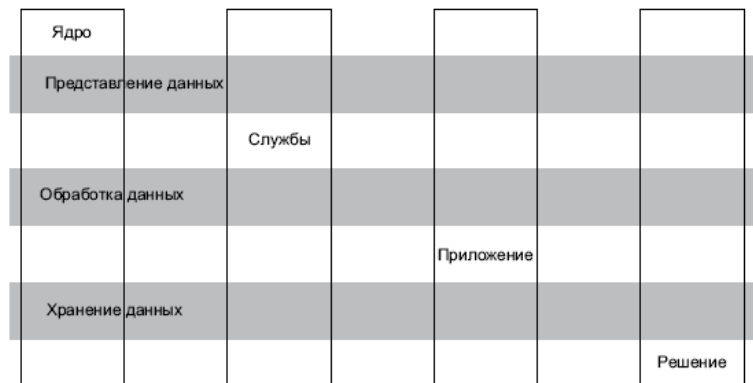 Ядро
Представление данных
Службы
Обработка данных
Приложение
Хранение данных
Решение